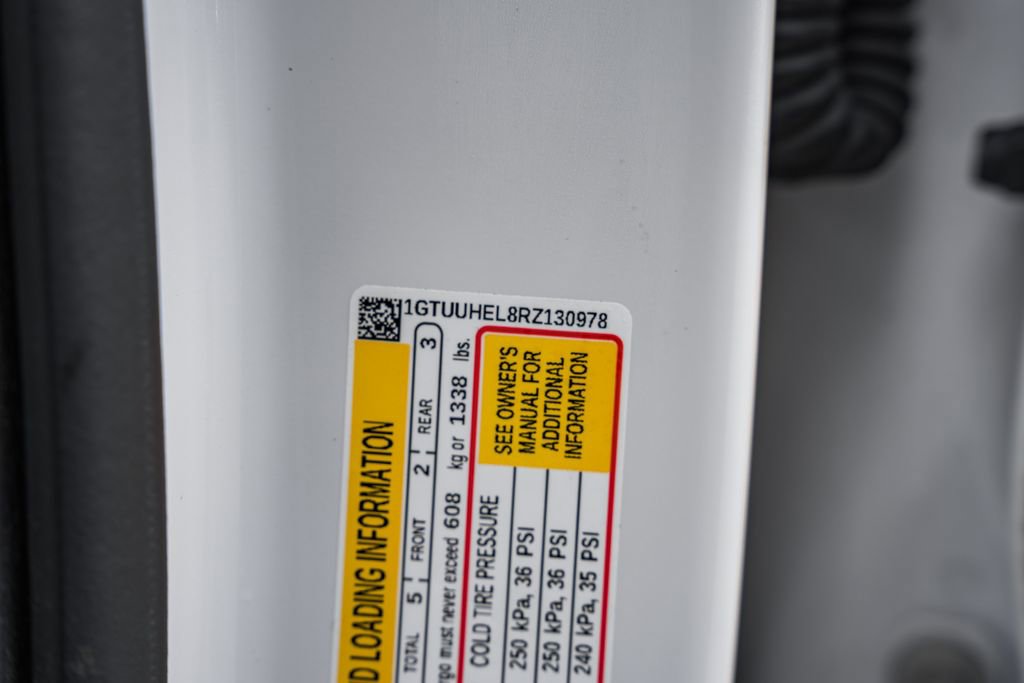 1GTUUHEL8RZ130978
D LOADING INFORMATION
TOTAL 5 FRONT 2 REAR 3
rgo must never exceed 608 kg or 1338 lbs.
COLD TIRE PRESSURE
250 kPa, 36 PSI
250 kPa, 36 PSI
240 kPa, 35 PSI
SEE OWNER'S
MANUAL FOR
ADDITIONAL
INFORMATION